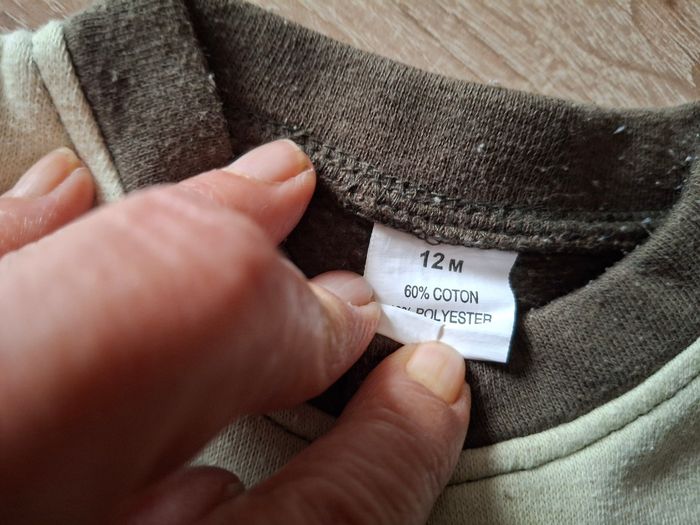 12 M
60% COTON
% POLYESTER